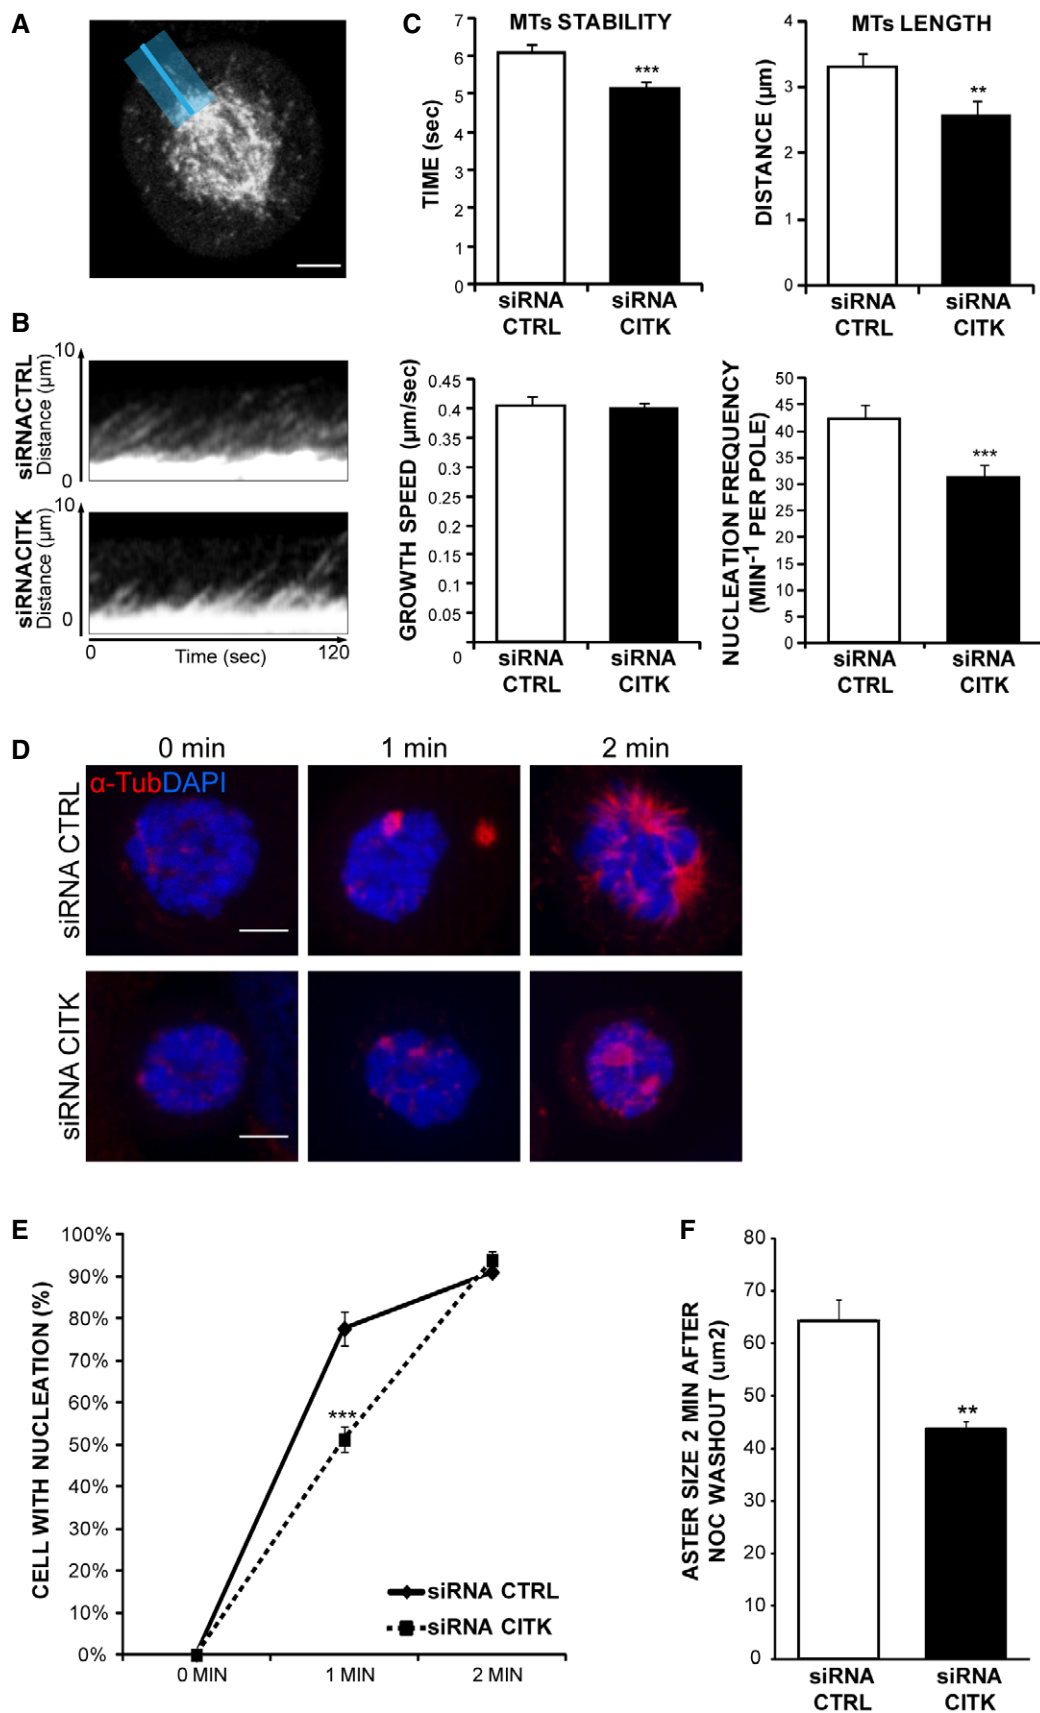 A
B
siRNACTRL
Distance (µm)
10
0
siRNACITK
Distance (µm)
10
0
0
Time (sec)
120
C
MTs STABILITY
TIME (sec)
7
6
5
4
3
2
1
0
***
siRNA CTRL
siRNA CITK
MTs LENGTH
DISTANCE (µm)
4
3
2
1
0
**
siRNA CTRL
siRNA CITK
GROWTH SPEED (µm/sec)
0.45
0.4
0.35
0.3
0.25
0.2
0.15
0.1
0.05
0
siRNA CTRL
siRNA CITK
NUCLEATION FREQUENCY
(MIN-1 PER POLE)
50
45
40
35
30
25
20
15
10
5
0
***
siRNA CTRL
siRNA CITK
D
0 min
1 min
2 min
siRNA CTRL
α-TubDAPI
siRNA CITK
E
CELL WITH NUCLEATION (%)
100%
90%
80%
70%
60%
50%
40%
30%
20%
10%
0%
***
siRNA CTRL
siRNA CITK
0 MIN
1 MIN
2 MIN
F
ASTER SIZE 2 MIN AFTER
NOC WASHOUT (um2)
80
70
60
50
40
30
20
10
0
**
siRNA CTRL
siRNA CITK